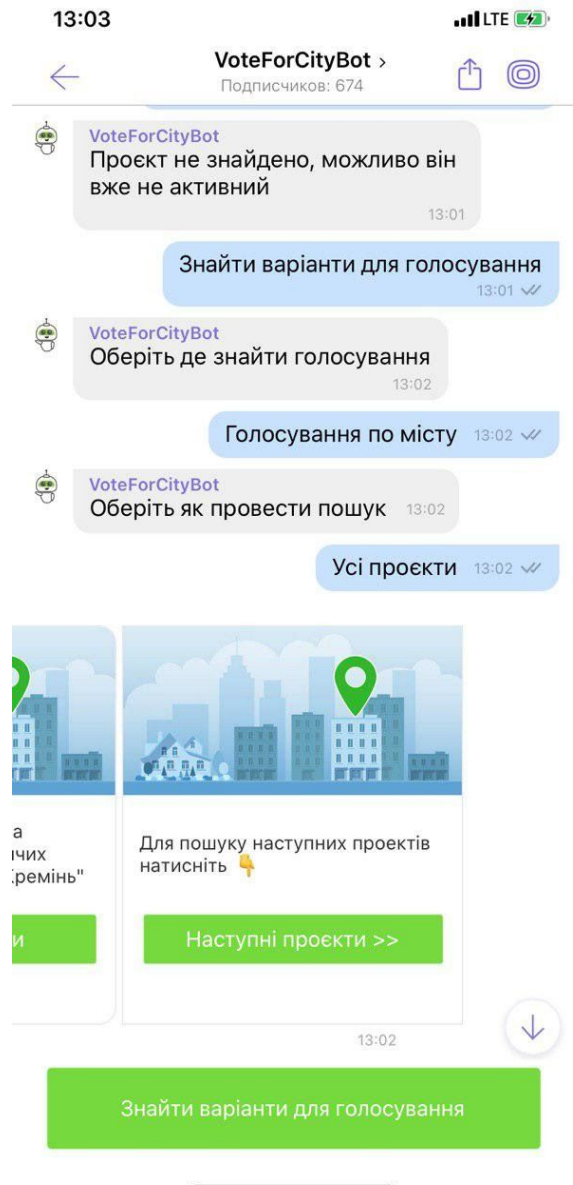 13:03
LTE
VoteForCityBot >
Подписчиков: 674
VoteForCityBot
Проєкт не знайдено, можливо він
вже не активний
13:01
Знайти варіанти для голосування
13:01
VoteForCityBot
Оберіть де знайти голосування
13:02
Голосування по місту 13:02
VoteForCityBot
Оберіть як провести пошук 13:02
Усі проєкти 13:02
а
ичих
Кремінь"
и
Для пошуку наступних проектів
натисніть 👇
Наступні проєкти >>
13:02
Знайти варіанти для голосування